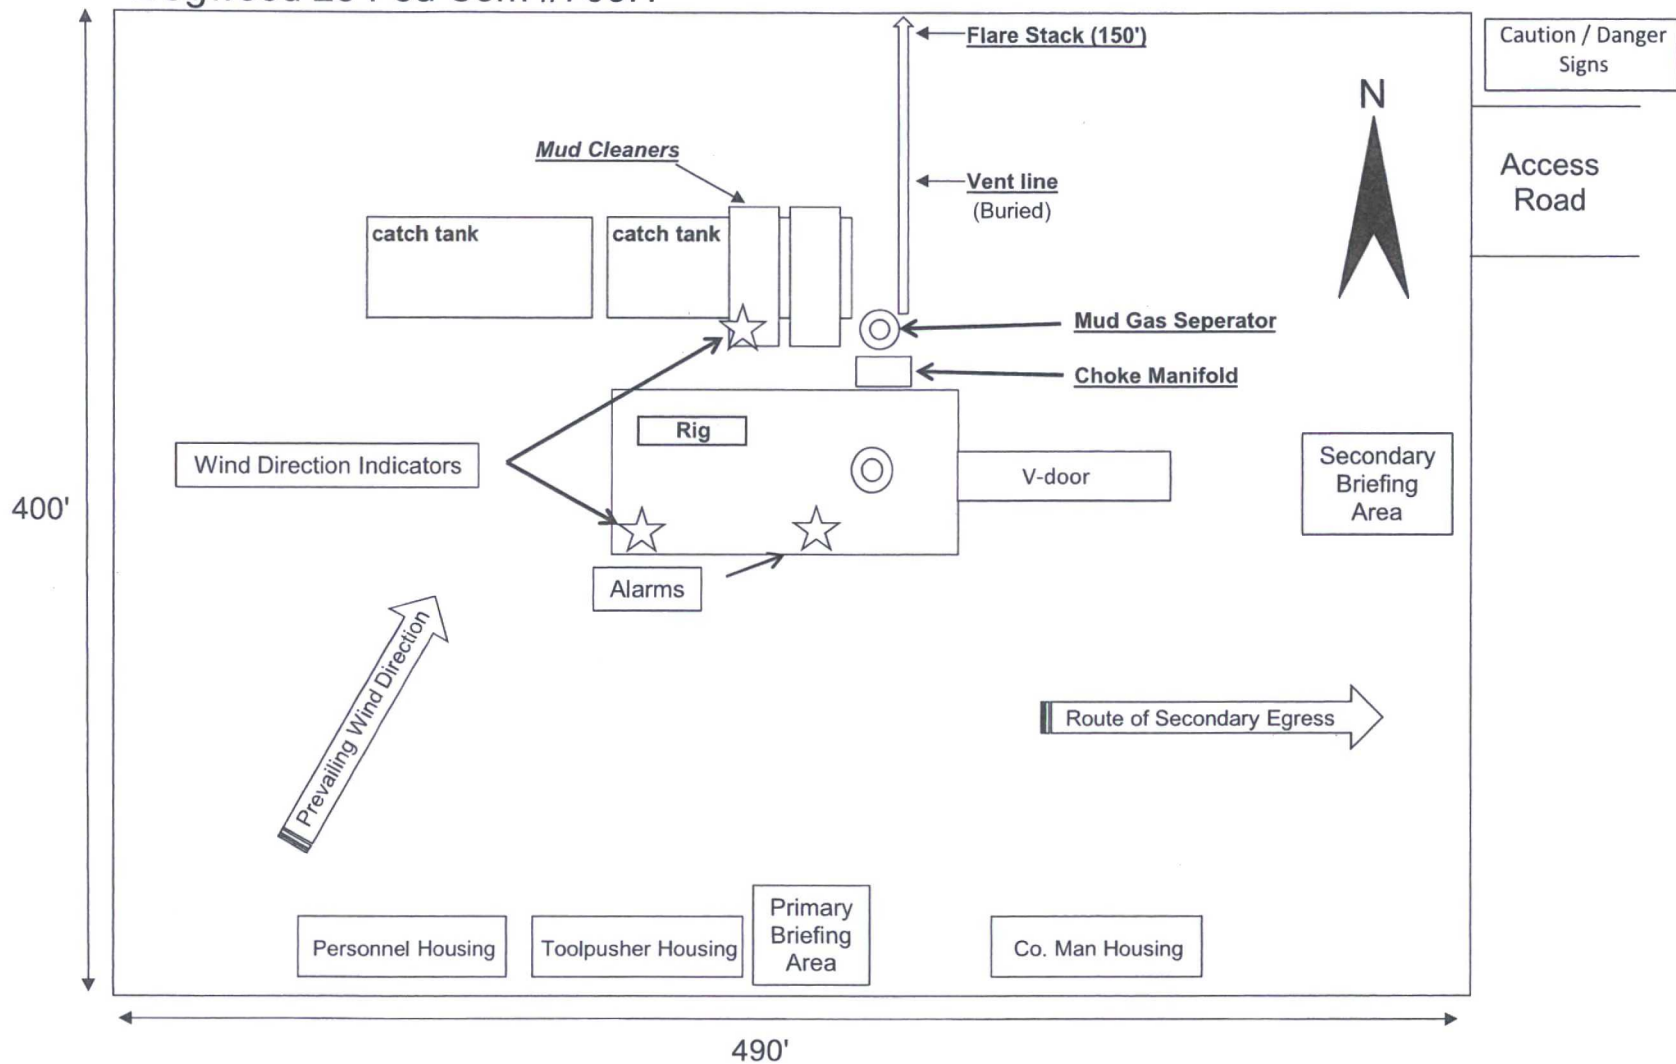 Flare Stack (150')
Caution / Danger
Signs
N
Mud Cleaners
Access
Road
Vent line
(Buried)
catch tank
catch tank
Mud Gas Seperator
Choke Manifold
Rig
Wind Direction Indicators
V-door
Secondary
Briefing
Area
400'
Alarms
Prevailing Wind Direction
Route of Secondary Egress
Primary
Briefing
Area
Personnel Housing
Toolpusher Housing
Co. Man Housing
490'